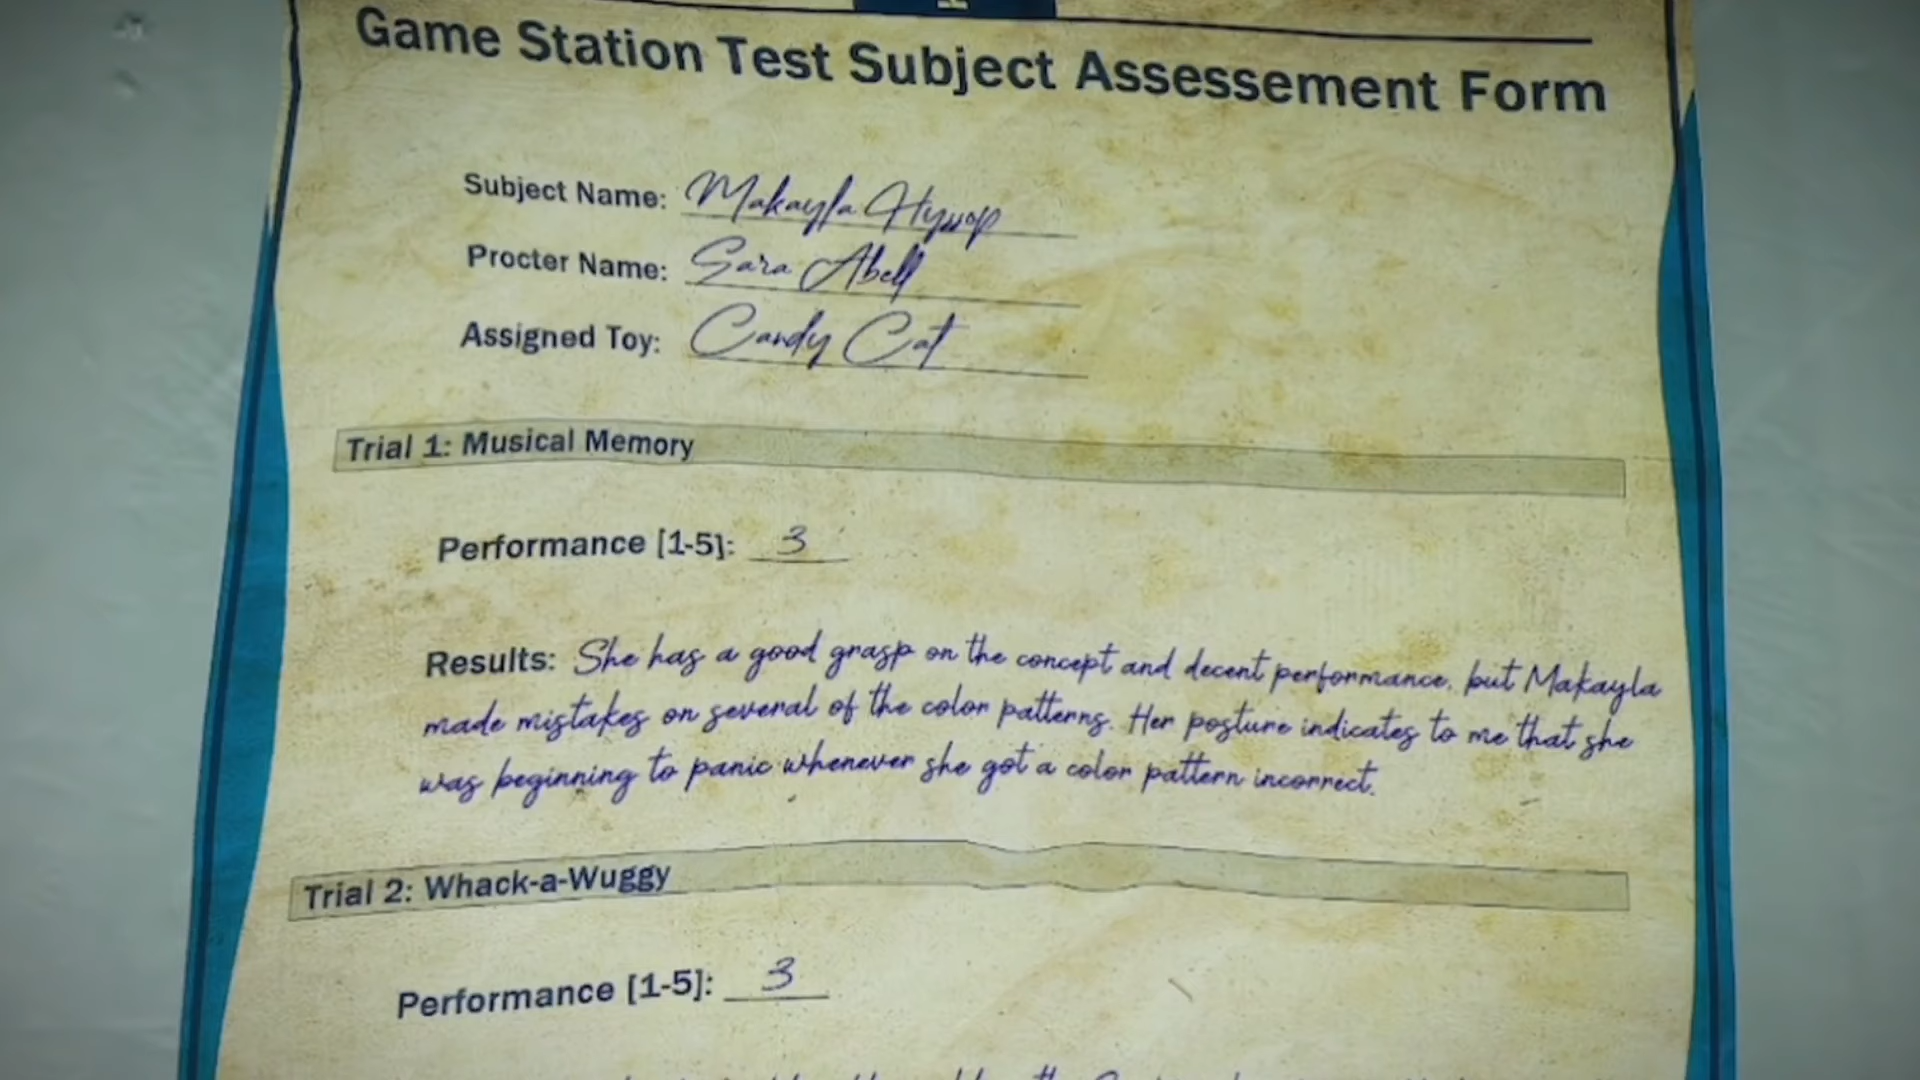 Game Station Test Subject Assessement Form
Subject Name: Makayla Hyssop
Procter Name: Sara Abell
Assigned Toy: Candy Cat
Trial 1: Musical Memory
Performance [1-5]: 3
Results: She has a good grasp on the concept and decent performance, but Makayla
made mistakes on several of the color patterns. Her posture indicates to me that she
was beginning to panic whenever she got a color pattern incorrect.
Trial 2: Whack-a-Wuggy
Performance [1-5]: 3